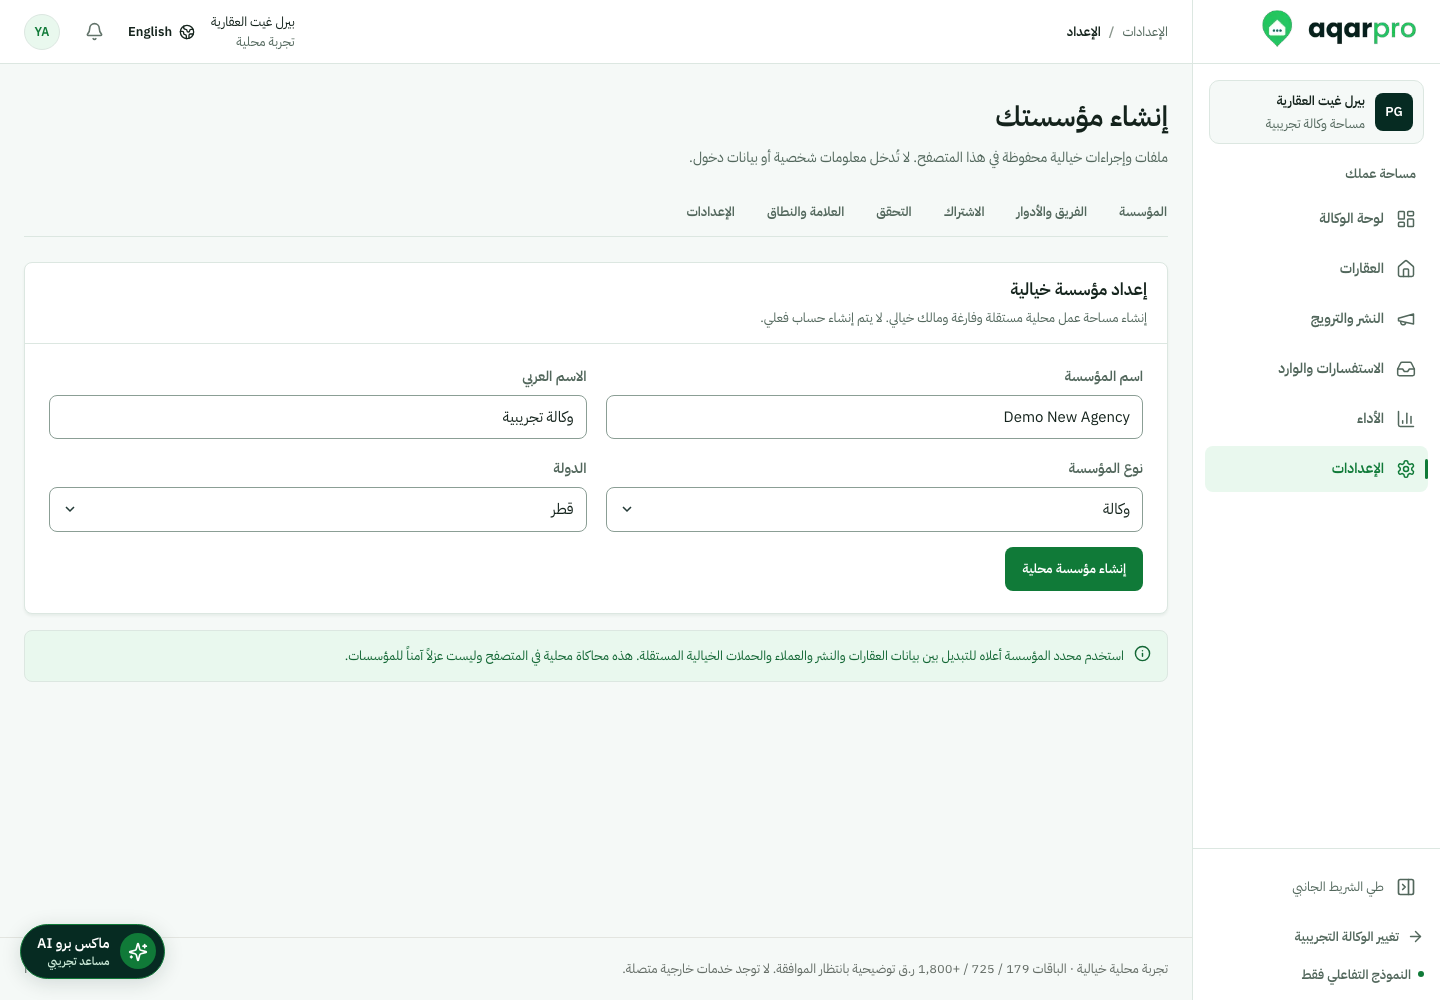 aqarpro
بيرل غيت العقارية
مساحة وكالة تجريبية
PG
مساحة عملك
لوحة الوكالة
العقارات
النشر والترويج
الاستفسارات والوارد
الأداء
الإعدادات
طي الشريط الجانبي
تغيير الوكالة التجريبية
النموذج التفاعلي فقط
الإعدادات / الإعداد
بيرل غيت العقارية
تجربة محلية
English
YA
إنشاء مؤسستك
ملفات وإجراءات خيالية محفوظة في هذا المتصفح. لا تُدخل معلومات شخصية أو بيانات دخول.
المؤسسة
الفريق والأدوار
الاشتراك
التحقق
العلامة والنطاق
الإعدادات
إعداد مؤسسة خيالية
إنشاء مساحة عمل محلية مستقلة وفارغة ومالك خيالي. لا يتم إنشاء حساب فعلي.
اسم المؤسسة
Demo New Agency
الاسم العربي
وكالة تجريبية
نوع المؤسسة
وكالة
الدولة
قطر
إنشاء مؤسسة محلية
استخدم محدد المؤسسة أعلاه للتبديل بين بيانات العقارات والنشر والعملاء والحملات الخيالية المستقلة. هذه محاكاة محلية في المتصفح وليست عزلاً آمناً للمؤسسات.
تجربة محلية خيالية · الباقات 179 / 725 / 1,800+ ر.ق توضيحية بانتظار الموافقة. لا توجد خدمات خارجية متصلة.
ماكس برو AI
مساعد تجريبي